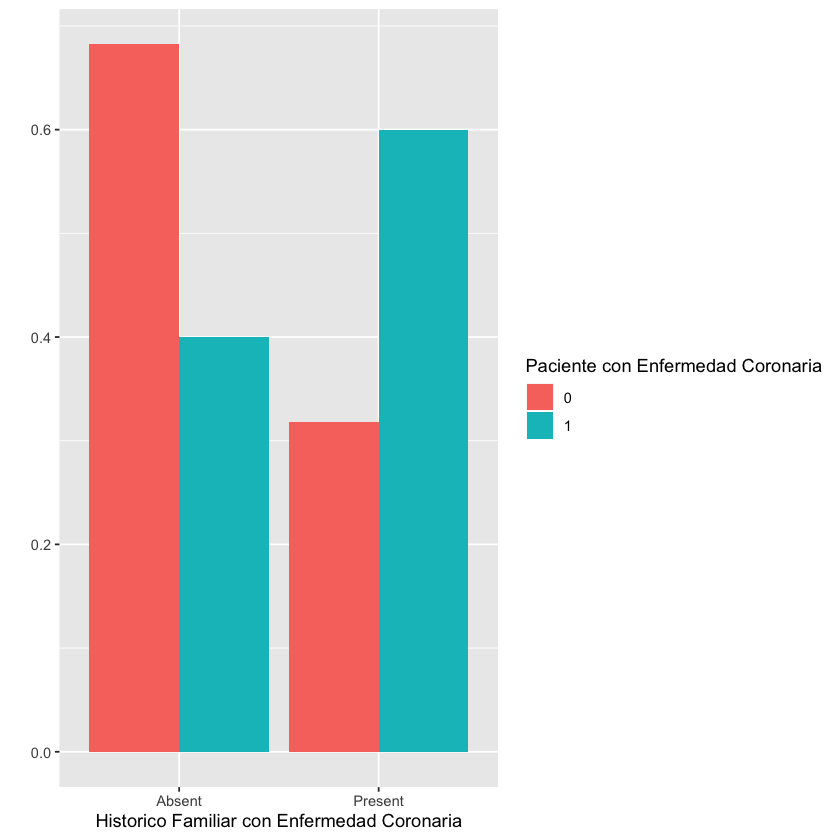 0.6
0.4
0.2
0.0
Absent
Present
Historico Familiar con Enfermedad Coronaria
Paciente con Enfermedad Coronaria
0
1